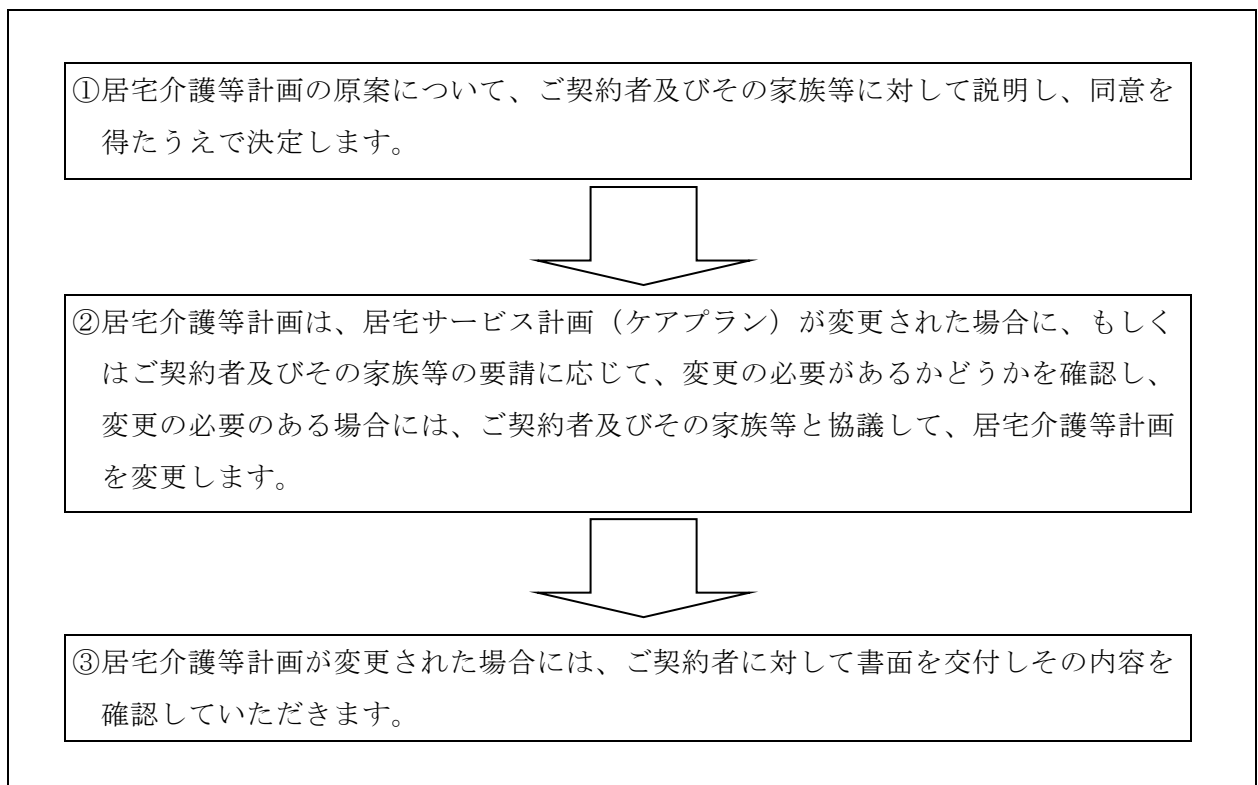 ①居宅介護等計画の原案について、ご契約者及びその家族等に対して説明し、同意を
得たうえで決定します。
②居宅介護等計画は、居宅サービス計画（ケアプラン）が変更された場合に、もしく
はご契約者及びその家族等の要請に応じて、変更の必要があるかどうかを確認し、
変更の必要のある場合には、ご契約者及びその家族等と協議して、居宅介護等計画
を変更します。
③居宅介護等計画が変更された場合には、ご契約者に対して書面を交付しその内容を
確認していただきます。